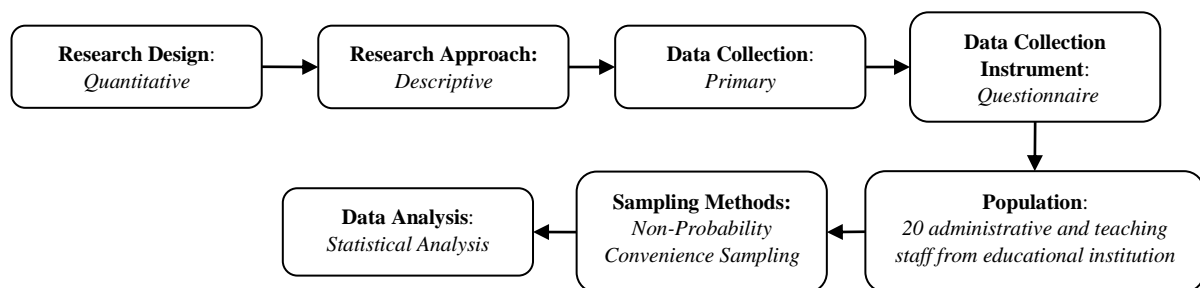 Research Design:
Quantitative
Research Approach:
Descriptive
Data Collection:
Primary
Data Collection
Instrument:
Questionnaire
Population:
20 administrative and teaching
staff from educational institution
Sampling Methods:
Non-Probability
Convenience Sampling
Data Analysis:
Statistical Analysis